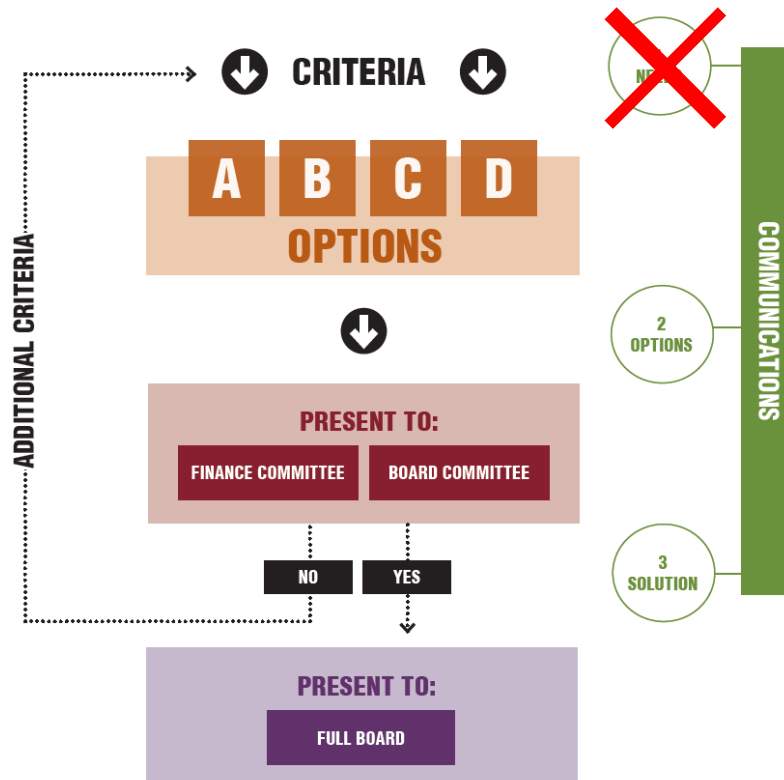 CRITERIA
A B C D
OPTIONS
PRESENT TO:
FINANCE COMMITTEE
BOARD COMMITTEE
NO
YES
PRESENT TO:
FULL BOARD
ADDITIONAL CRITERIA
2
OPTIONS
3
SOLUTION
COMMUNICATIONS